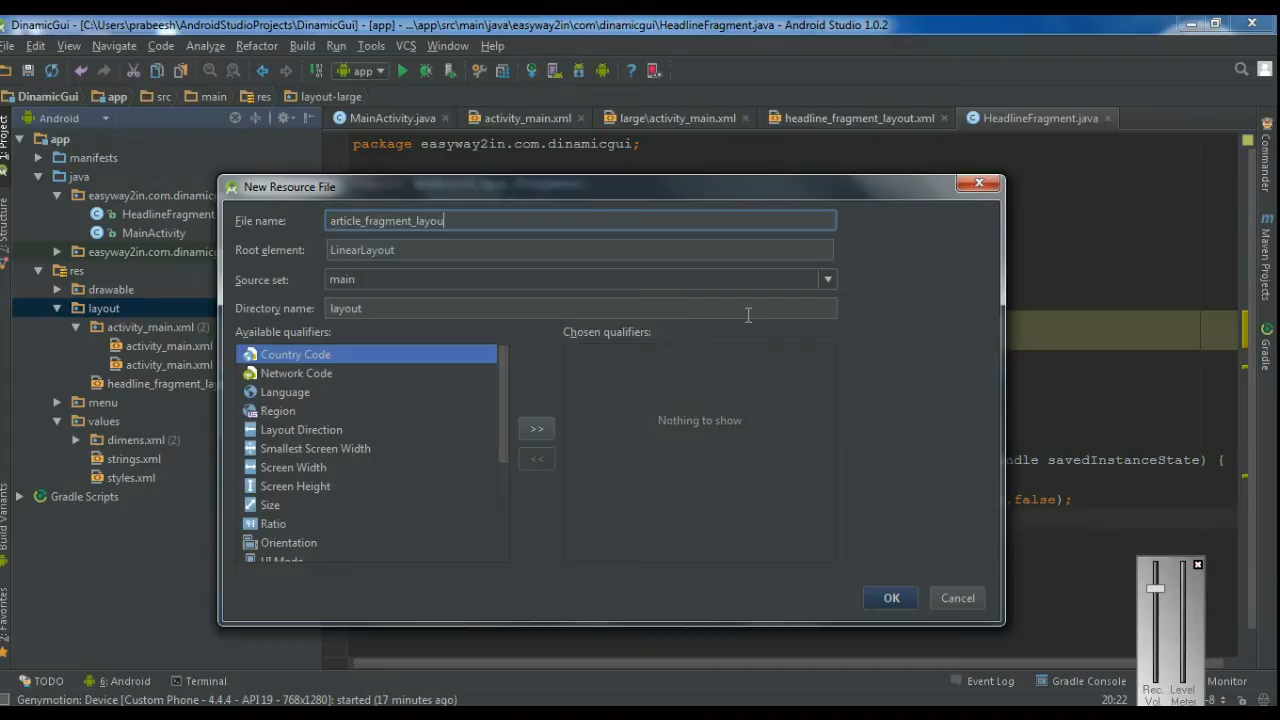 DinamicGui - [C:\Users\prabeesh\AndroidStudioProjects\DinamicGui] - [app] - ...\app\src\main\java\easyway2in\com\dinamicgui\HeadlineFragment.java - Android Studio 1.0.2
File Edit View Navigate Code Analyze Refactor Build Run Tools VCS Window Help
app
DinamicGui app src main res layout-large
Android
MainActivity.java activity_main.xml large\activity_main.xml headline_fragment_layout.xml HeadlineFragment.java
1: Project
Structure
Build Variants
2: Favorites
Commander
Maven Projects
Gradle
app
manifests
java
easyway2in.com.dinamic
HeadlineFragment
MainActivity
easyway2in.com.dinamic
res
drawable
layout
activity_main.xml (2)
activity_main.xml
activity_main.xml
headline_fragment_la
menu
values
dimens.xml (2)
strings.xml
styles.xml
Gradle Scripts
package easyway2in.com.dinamicgui;
ndle savedInstanceState) {
,false);
New Resource File
File name: article_fragment_layou
Root element: LinearLayout
Source set: main
Directory name: layout
Available qualifiers: Chosen qualifiers:
Country Code
Network Code
Language
Region
Layout Direction
Smallest Screen Width
Screen Width
Screen Height
Size
Ratio
Orientation
UI Mode
>>
<<
Nothing to show
OK Cancel
Rec. Vol
Level Meter
TODO 6: Android Terminal Event Log Gradle Console Monitor
Genymotion: Device [Custom Phone - 4.4.4 - API 19 - 768x1280]: started (17 minutes ago) 20:22 -8